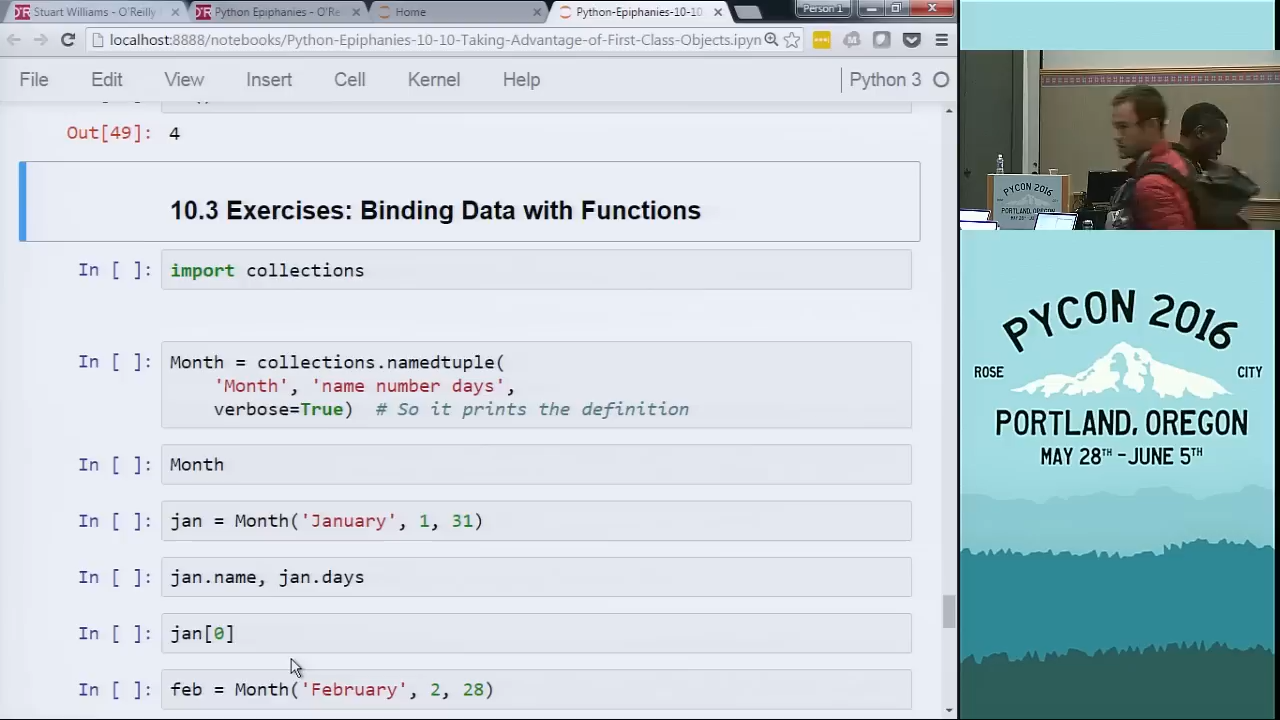 Stuart Williams - O'Reilly
Python Epiphanies - O'Re
Home
Python-Epiphanies-10-10
Person 1
localhost:8888/notebooks/Python-Epiphanies-10-10-Taking-Advantage-of-First-Class-Objects.ipyn
File Edit View Insert Cell Kernel Help
Python 3
Out[49]: 4
10.3 Exercises: Binding Data with Functions
In [ ]: import collections
In [ ]: Month = collections.namedtuple(
'Month', 'name number days',
verbose=True) # So it prints the definition
In [ ]: Month
In [ ]: jan = Month('January', 1, 31)
In [ ]: jan.name, jan.days
In [ ]: jan[0]
In [ ]: feb = Month('February', 2, 28)
PYCON 2016
PORTLAND, OREGON
PYCON 2016
ROSE CITY
PORTLAND, OREGON
MAY 28TH - JUNE 5TH